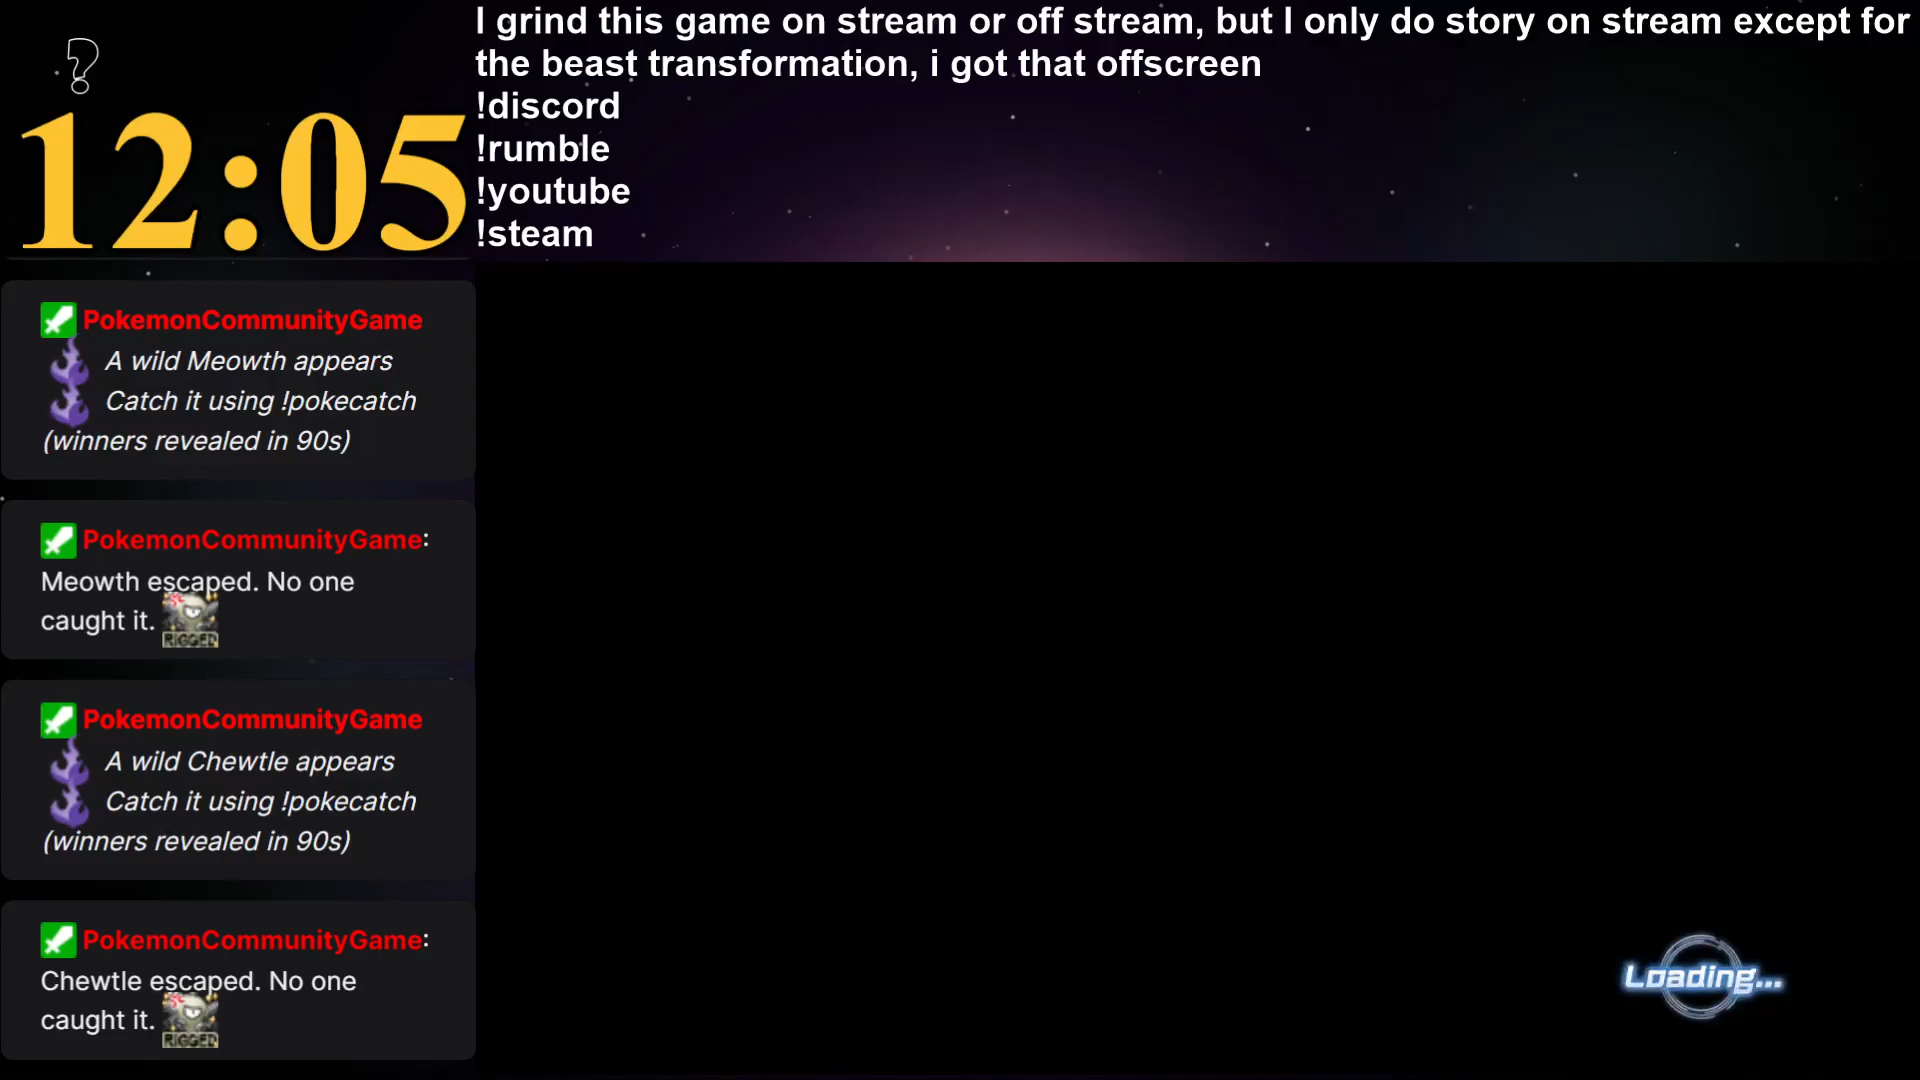 ?
12:05
I grind this game on stream or off stream, but I only do story on stream except for
the beast transformation, i got that offscreen
!discord
!rumble
!youtube
!steam
PokemonCommunityGame
A wild Meowth appears
Catch it using !pokecatch
(winners revealed in 90s)
PokemonCommunityGame:
Meowth escaped. No one
caught it.
RIGGED
PokemonCommunityGame
A wild Chewtle appears
Catch it using !pokecatch
(winners revealed in 90s)
PokemonCommunityGame:
Chewtle escaped. No one
caught it.
RIGGED
Loading...